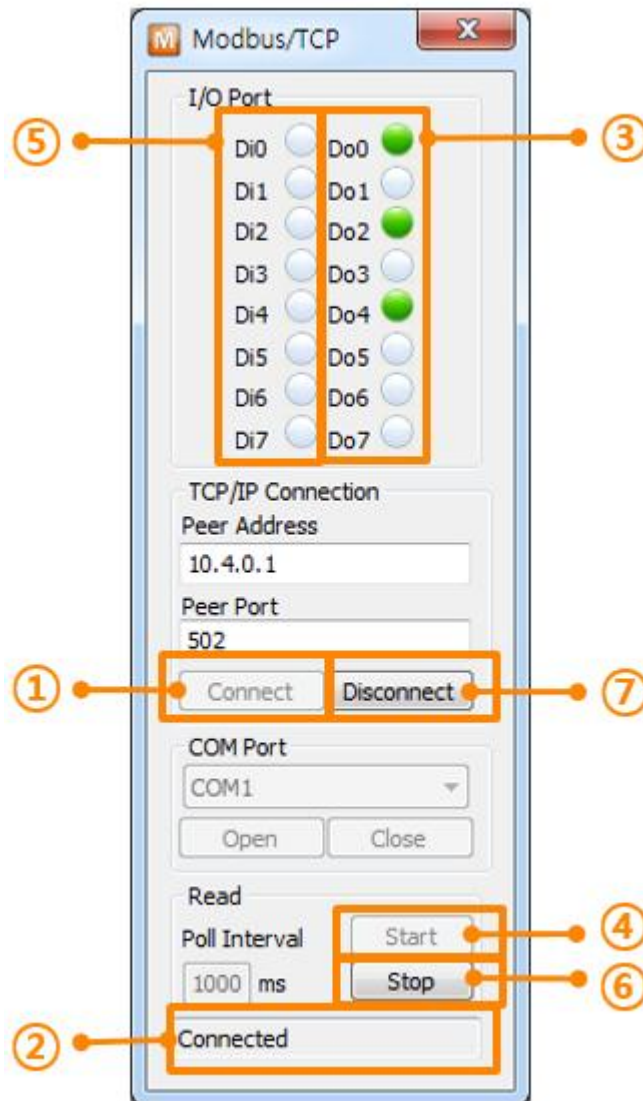 M Modbus/TCP X
I/O Port
⑤ ③
Di0 Do0
Di1 Do1
Di2 Do2
Di3 Do3
Di4 Do4
Di5 Do5
Di6 Do6
Di7 Do7
TCP/IP Connection
Peer Address
10.4.0.1
Peer Port
502
① Connect Disconnect ⑦
COM Port
COM1
Open Close
Read
Poll Interval Start ④
1000 ms Stop ⑥
② Connected